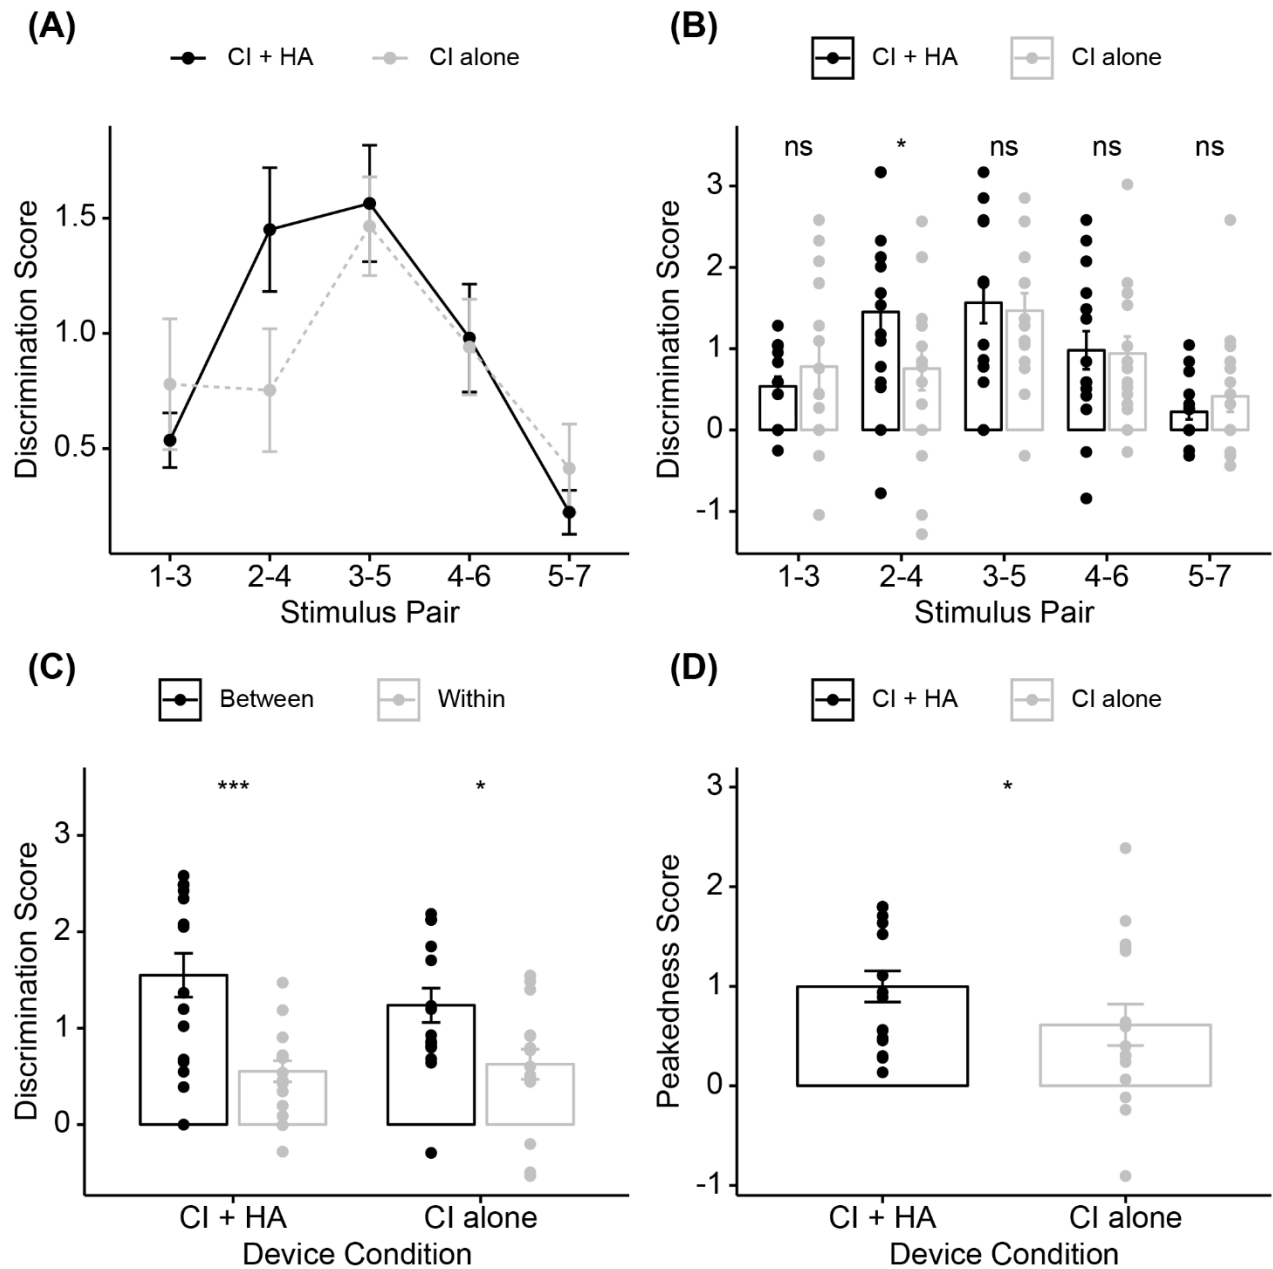 (A)
CI + HA CI alone
Discrimination Score
1.5
1.0
0.5
1-3 2-4 3-5 4-6 5-7
Stimulus Pair
(B)
CI + HA CI alone
ns * ns ns ns
Discrimination Score
3
2
1
0
-1
1-3 2-4 3-5 4-6 5-7
Stimulus Pair
(C)
Between Within
*** *
Discrimination Score
3
2
1
0
CI + HA CI alone
Device Condition
(D)
CI + HA CI alone
*
Peakedness Score
3
2
1
0
-1
CI + HA CI alone
Device Condition